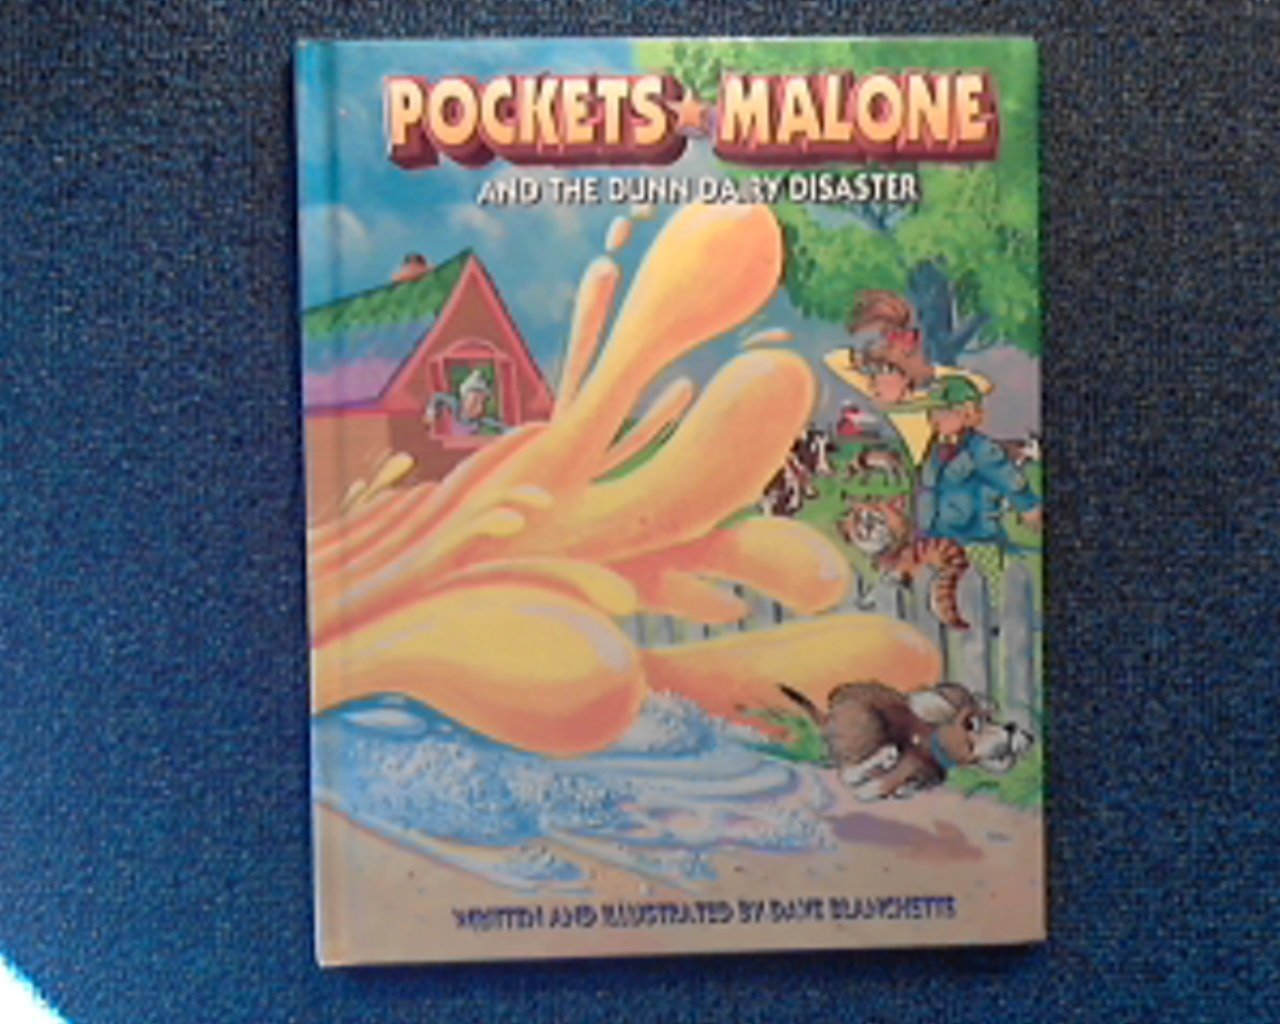 POCKETS★MALONE
AND THE DUNN DAIRY DISASTER
WRITTEN AND ILLUSTRATED BY DAVE BLANCHETTE